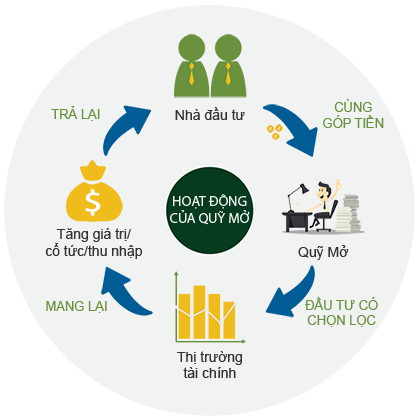 Nhà đầu tư
CÙNG
GÓP TIỀN
Quỹ Mở
ĐẦU TƯ CÓ
CHỌN LỌC
Thị trường
tài chính
MANG LẠI
Tăng giá trị/
cổ tức/thu nhập
$
TRẢ LẠI
HOẠT ĐỘNG
CỦA QUỸ MỞ